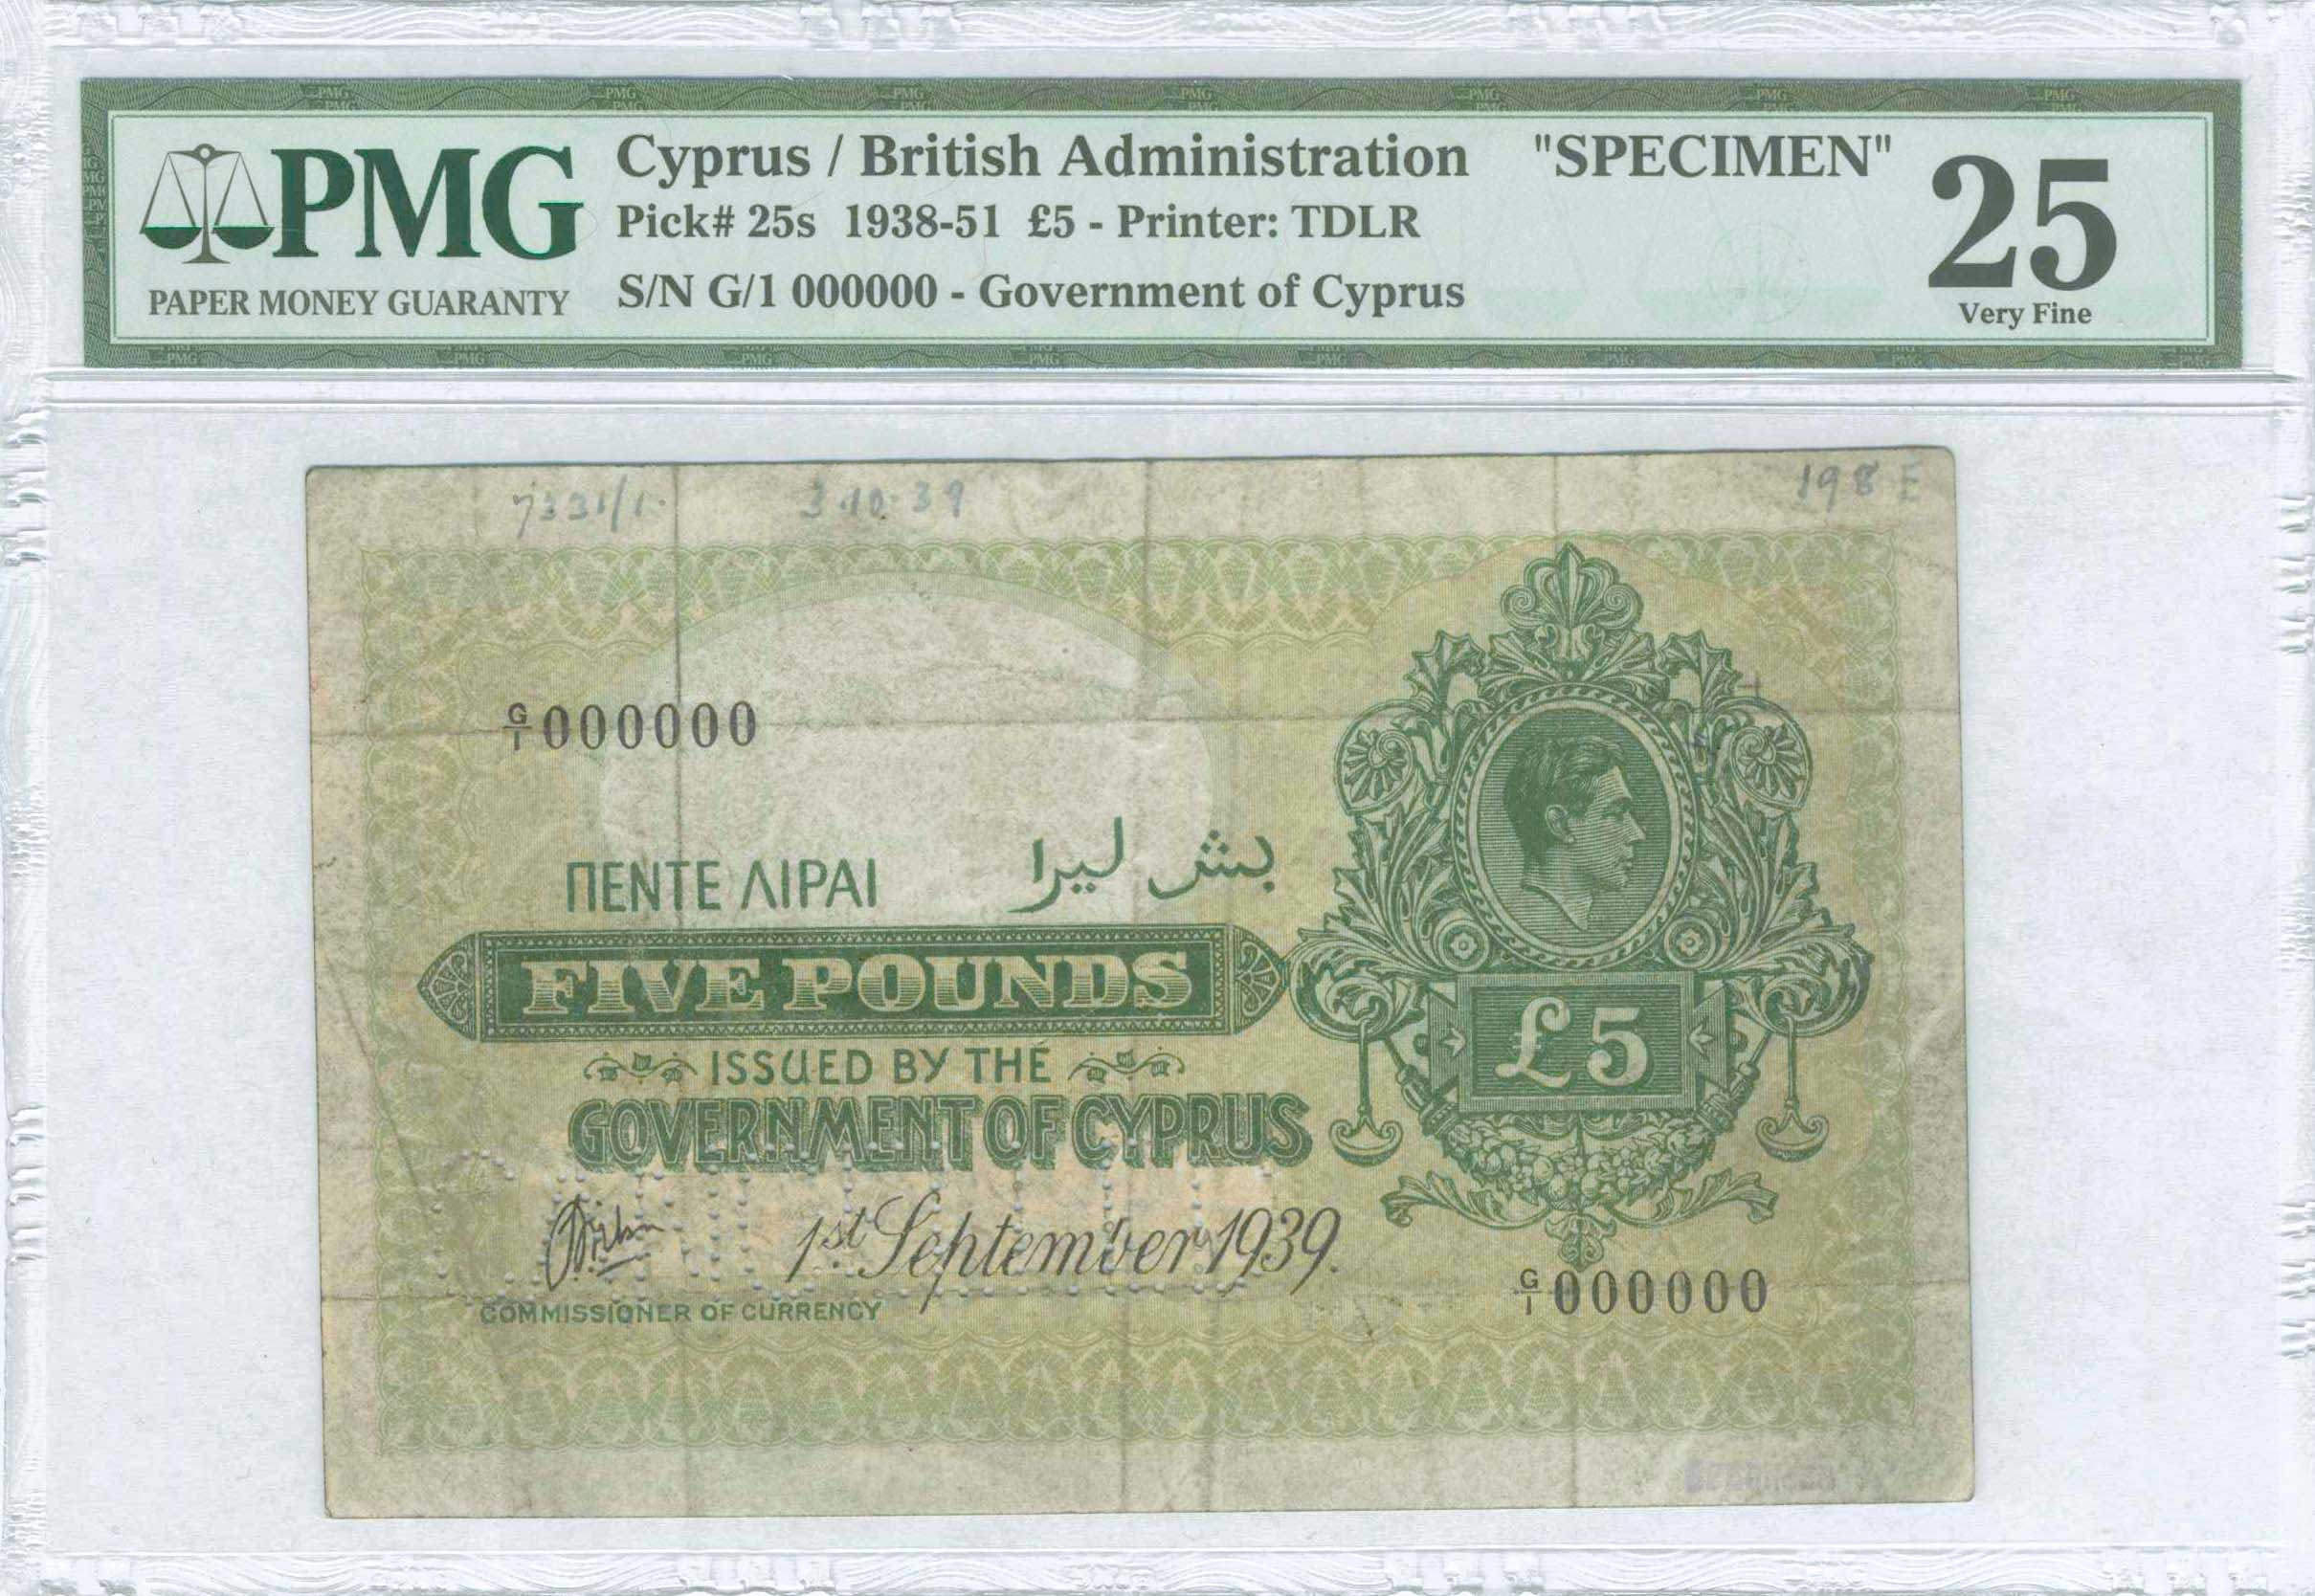 PMG
PAPER MONEY GUARANTY
Cyprus / British Administration "SPECIMEN"
Pick# 25s 1938-51 £5 - Printer: TDLR
S/N G/1 000000 - Government of Cyprus
25
Very Fine
7331/1. 3.10.39 198 E
G/1 000000
ΠΕΝΤΕ ΛΙΡΑΙ بش ليرا
FIVE POUNDS
£5
ISSUED BY THE
GOVERNMENT OF CYPRUS
1st September 1939.
COMMISSIONER OF CURRENCY
G/1 000000